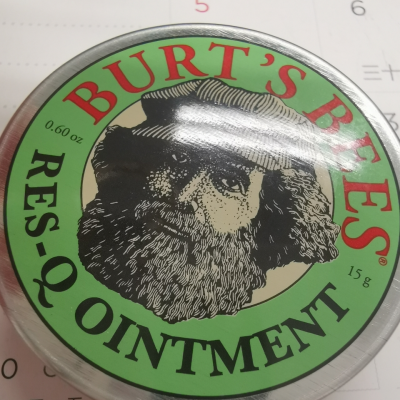 5
6
三十
BURT'S BEES®
0.60 oz
15 g
RES-Q OINTMENT